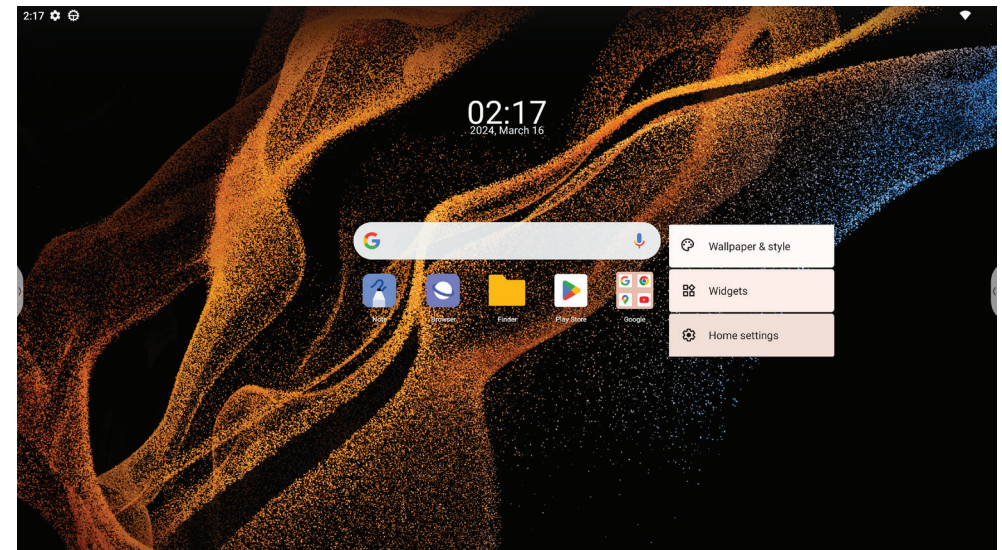 2:17
02:17
2024, March 16
Wallpaper & style
Widgets
Home settings
Note
Browser
Finder
Play Store
Google